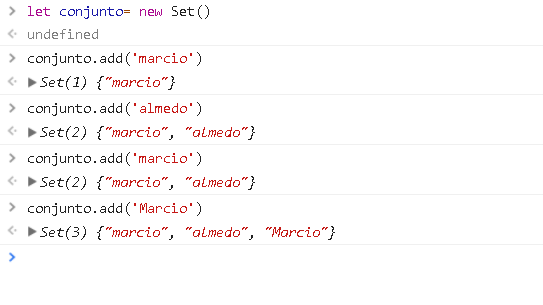 let conjunto= new Set()
undefined
conjunto.add('marcio')
Set(1) {"marcio"}
conjunto.add('almedo')
Set(2) {"marcio", "almedo"}
conjunto.add('marcio')
Set(2) {"marcio", "almedo"}
conjunto.add('Marcio')
Set(3) {"marcio", "almedo", "Marcio"}